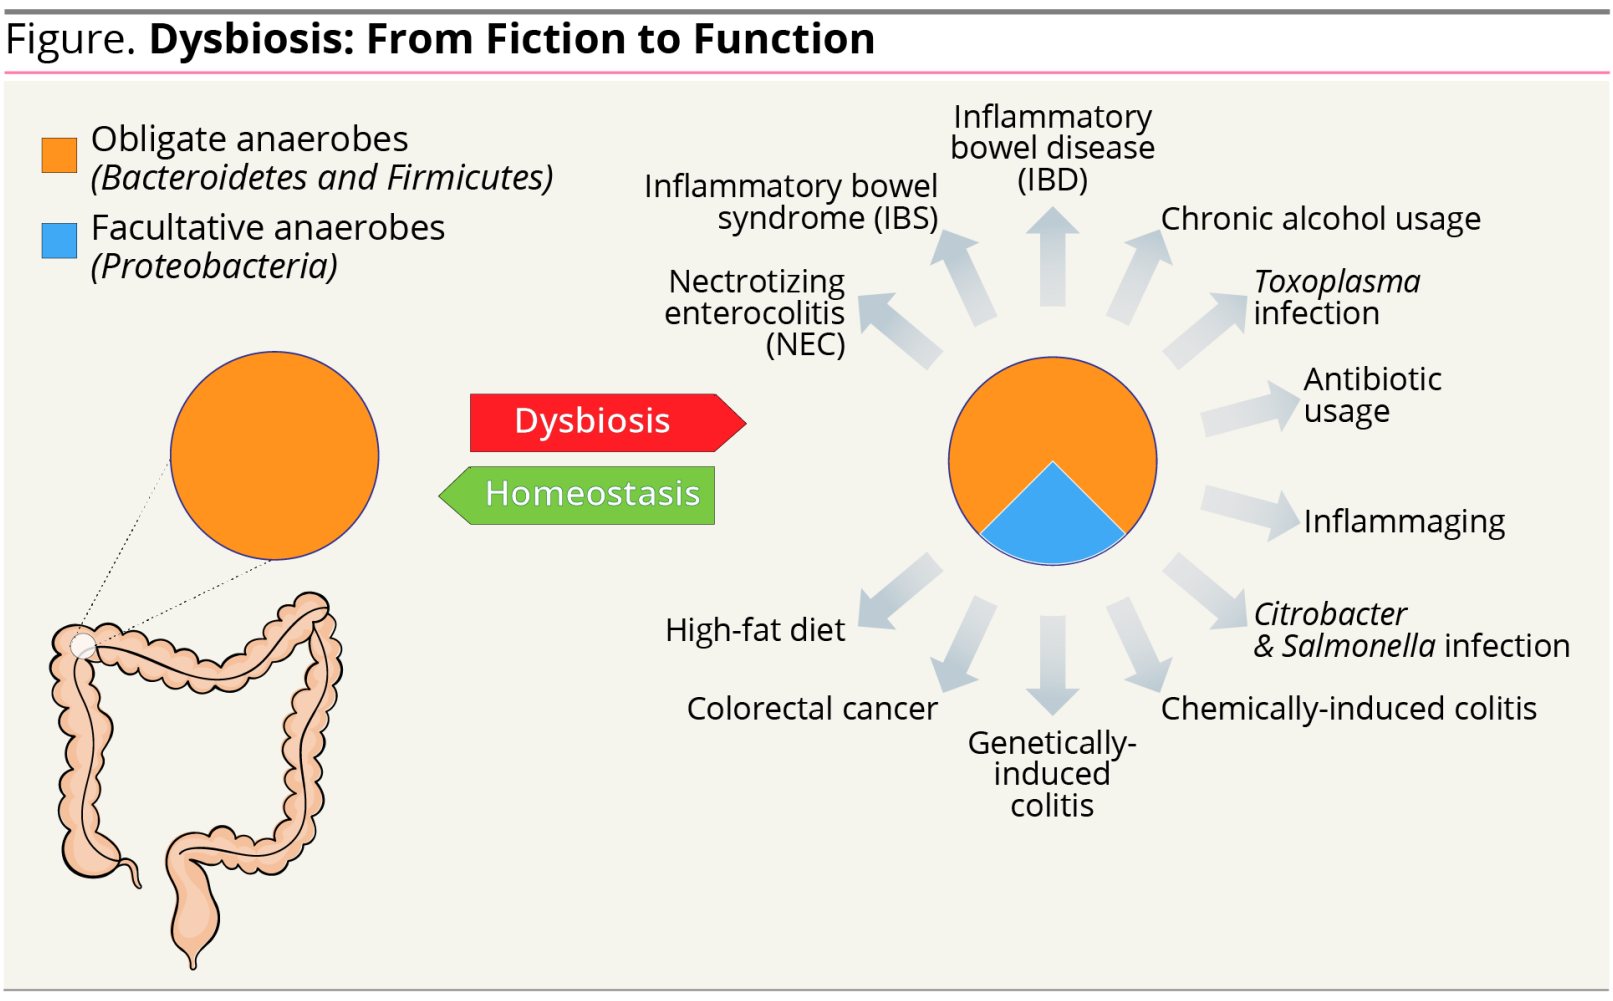 Figure. Dysbiosis: From Fiction to Function
Obligate anaerobes
(Bacteroidetes and Firmicutes)
Facultative anaerobes
(Proteobacteria)
Dysbiosis
Homeostasis
Inflammatory
bowel disease
(IBD)
Inflammatory bowel
syndrome (IBS)
Chronic alcohol usage
Nectrotizing
enterocolitis
(NEC)
Toxoplasma
infection
Antibiotic
usage
Inflammaging
High-fat diet
Citrobacter
& Salmonella infection
Colorectal cancer
Chemically-induced colitis
Genetically-
induced
colitis